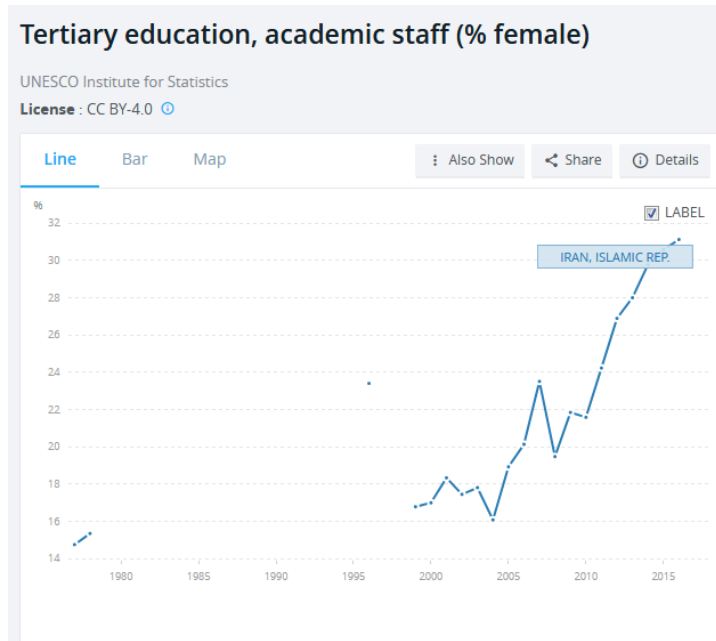 Tertiary education, academic staff (% female)
UNESCO Institute for Statistics
License : CC BY-4.0
Line Bar Map Also Show Share Details
%
LABEL
32
IRAN, ISLAMIC REP.
30
28
26
24
22
20
18
16
14
1980 1985 1990 1995 2000 2005 2010 2015